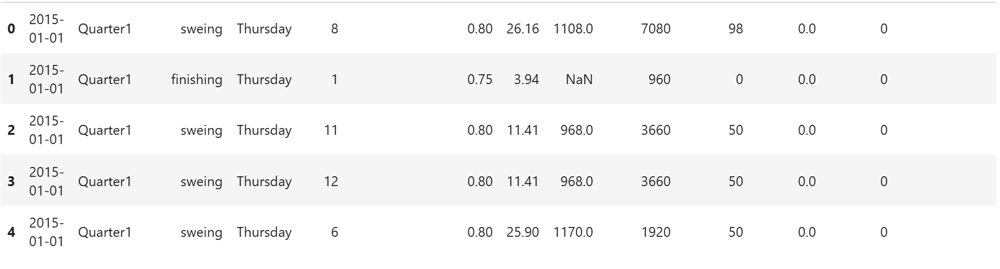 0 2015-01-01 Quarter1 sweing Thursday 8 0.80 26.16 1108.0 7080 98 0.0 0
1 2015-01-01 Quarter1 finishing Thursday 1 0.75 3.94 NaN 960 0 0.0 0
2 2015-01-01 Quarter1 sweing Thursday 11 0.80 11.41 968.0 3660 50 0.0 0
3 2015-01-01 Quarter1 sweing Thursday 12 0.80 11.41 968.0 3660 50 0.0 0
4 2015-01-01 Quarter1 sweing Thursday 6 0.80 25.90 1170.0 1920 50 0.0 0